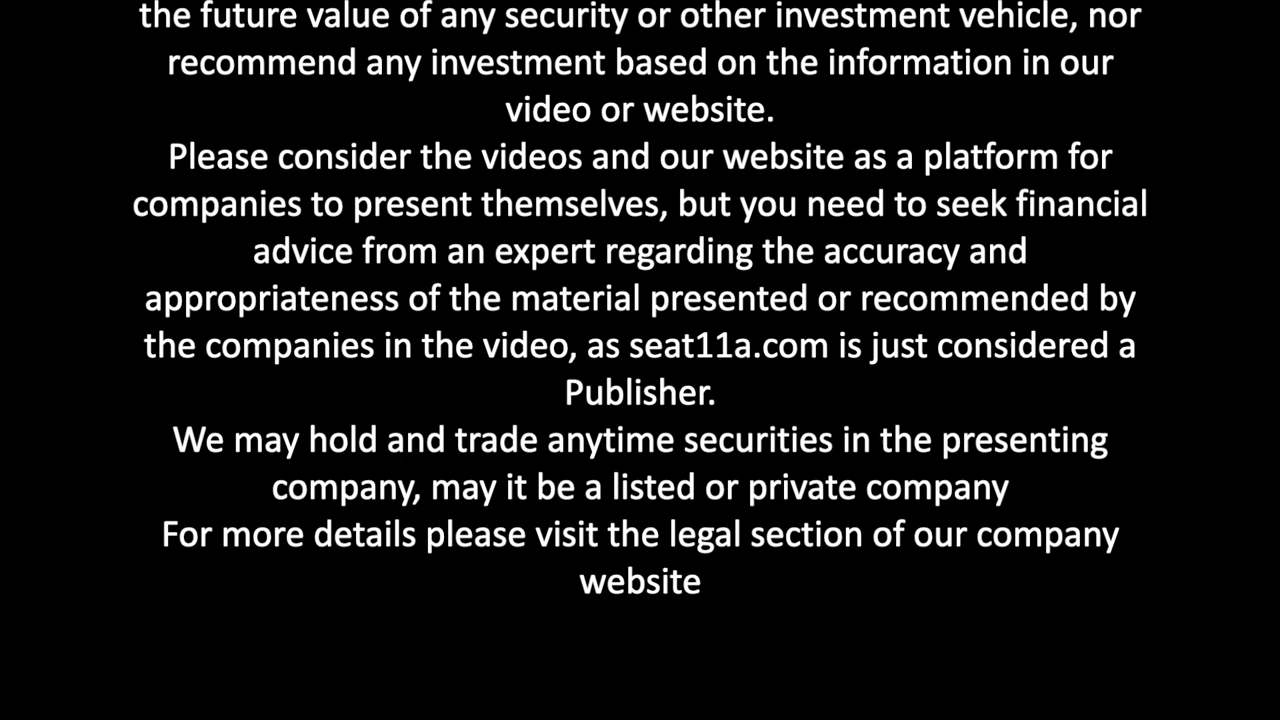 the future value of any security or other investment vehicle, nor
recommend any investment based on the information in our
video or website.
Please consider the videos and our website as a platform for
companies to present themselves, but you need to seek financial
advice from an expert regarding the accuracy and
appropriateness of the material presented or recommended by
the companies in the video, as seat11a.com is just considered a
Publisher.
We may hold and trade anytime securities in the presenting
company, may it be a listed or private company
For more details please visit the legal section of our company
website